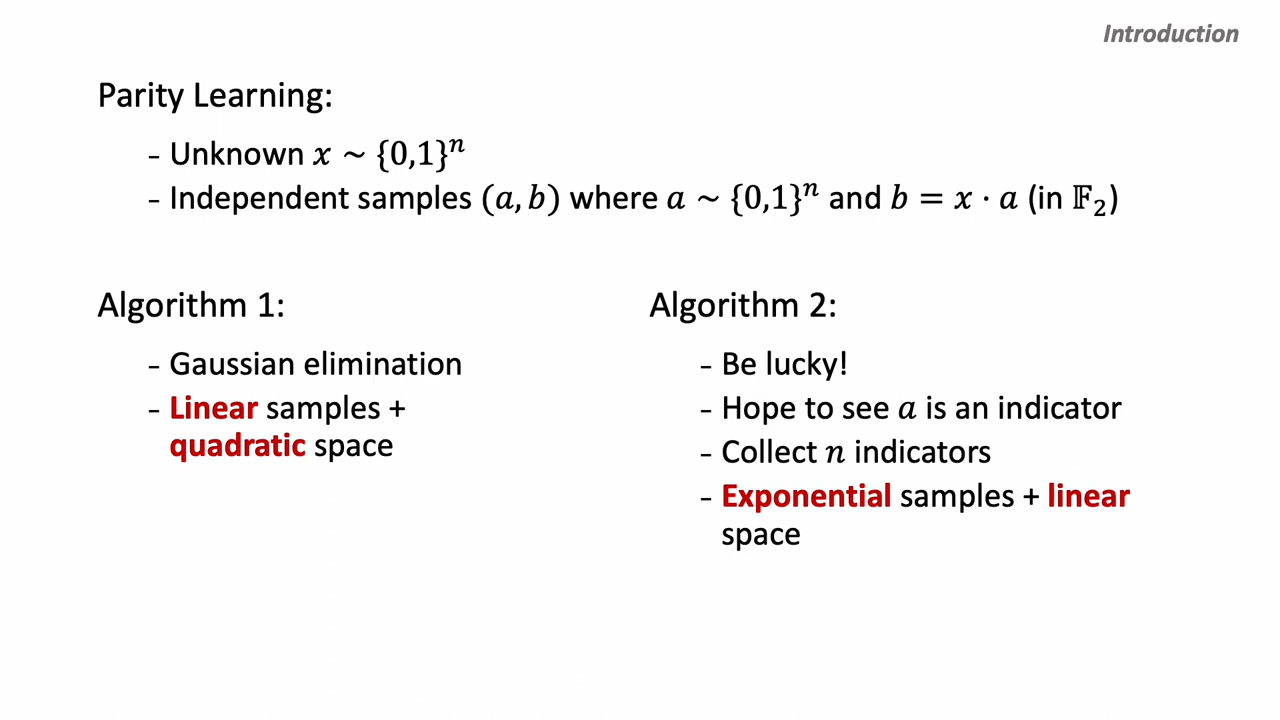 Introduction
Parity Learning:
- Unknown x ~ {0,1}ⁿ
- Independent samples (a, b) where a ~ {0,1}ⁿ and b = x · a (in 𝔽₂)
Algorithm 1:
- Gaussian elimination
- Linear samples +
quadratic space
Algorithm 2:
- Be lucky!
- Hope to see a is an indicator
- Collect n indicators
- Exponential samples + linear
space